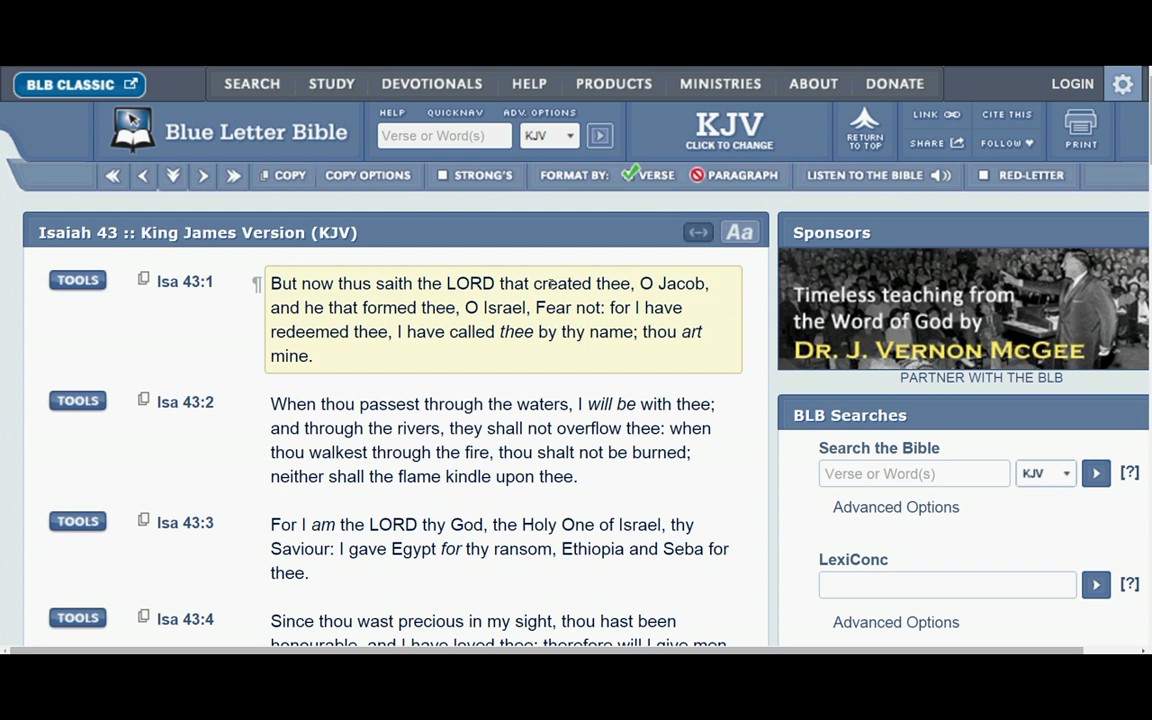 BLB CLASSIC
SEARCH STUDY DEVOTIONALS HELP PRODUCTS MINISTRIES ABOUT DONATE LOGIN
Blue Letter Bible
HELP QUICKNAV ADV. OPTIONS
Verse or Word(s) KJV
KJV
CLICK TO CHANGE
RETURN
TO TOP
LINK CITE THIS
SHARE FOLLOW
PRINT
COPY COPY OPTIONS STRONG'S FORMAT BY: VERSE PARAGRAPH LISTEN TO THE BIBLE RED-LETTER
Isaiah 43 :: King James Version (KJV) Aa
TOOLS Isa 43:1 ¶ But now thus saith the LORD that created thee, O Jacob,
and he that formed thee, O Israel, Fear not: for I have
redeemed thee, I have called thee by thy name; thou art
mine.
TOOLS Isa 43:2 When thou passest through the waters, I will be with thee;
and through the rivers, they shall not overflow thee: when
thou walkest through the fire, thou shalt not be burned;
neither shall the flame kindle upon thee.
TOOLS Isa 43:3 For I am the LORD thy God, the Holy One of Israel, thy
Saviour: I gave Egypt for thy ransom, Ethiopia and Seba for
thee.
TOOLS Isa 43:4 Since thou wast precious in my sight, thou hast been
honourable, and I have loved thee: therefore will I give men
Sponsors
Timeless teaching from
the Word of God by
DR. J. VERNON MCGEE
PARTNER WITH THE BLB
BLB Searches
Search the Bible
Verse or Word(s) KJV [?]
Advanced Options
LexiConc
[?]
Advanced Options